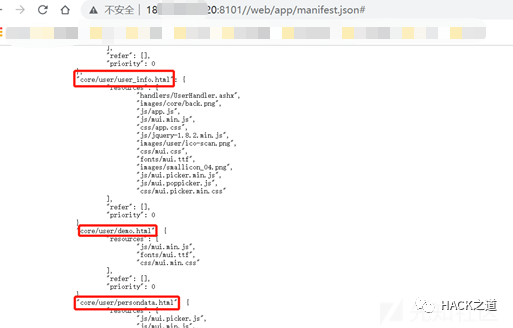 不安全 | 18 20:8101//web/app/manifest.json#
],
"refer": [],
"priority": 0
"core/user/user_info.html": {
"resources": [
"handlers/UserHandler.ashx",
"images/core/back.png",
"js/app.js",
"js/mui.min.js",
"css/app.css",
"js/jquery-1.8.2.min.js",
"images/user/ico-scan.png",
"css/mui.css",
"fonts/mui.ttf",
"images/smallicon_04.png",
"js/mui.picker.min.js",
"js/mui.poppicker.js",
"css/mui.picker.min.css"
],
"refer": [],
"priority": 0
}
"core/user/demo.html": {
"resources": [
"js/mui.min.js",
"fonts/mui.ttf",
"css/mui.min.css"
],
"refer": [],
"priority": 0
}
"core/user/persondata.html": {
"resources": [
"js/mui.picker.js",
"js/mui.min.js",
HACK之道